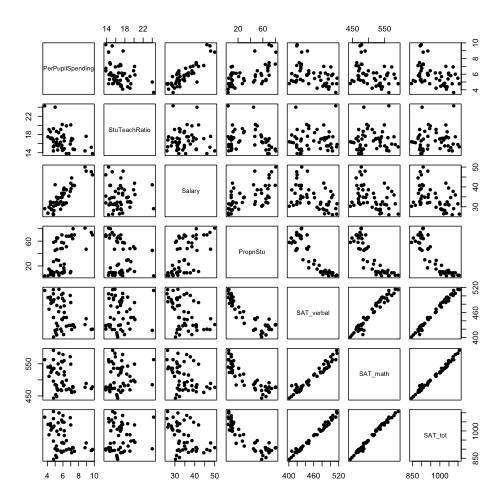 14 18 22
20 60
450 550
PerPupilSpending
4 6 8 10
14 18 22
StuTeachRatio
Salary
30 40 50
20 60
PropnStu
SAT_verbal
400 460 520
450 550
SAT_math
SAT_tot
850 1000
4 6 8 10
30 40 50
400 460 520
850 1000